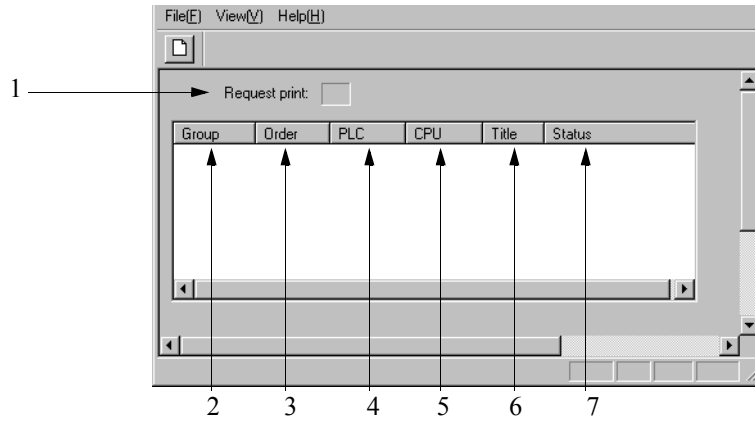 File(F) View(V) Help(H)
1
Request print:
Group Order PLC CPU Title Status
2 3 4 5 6 7